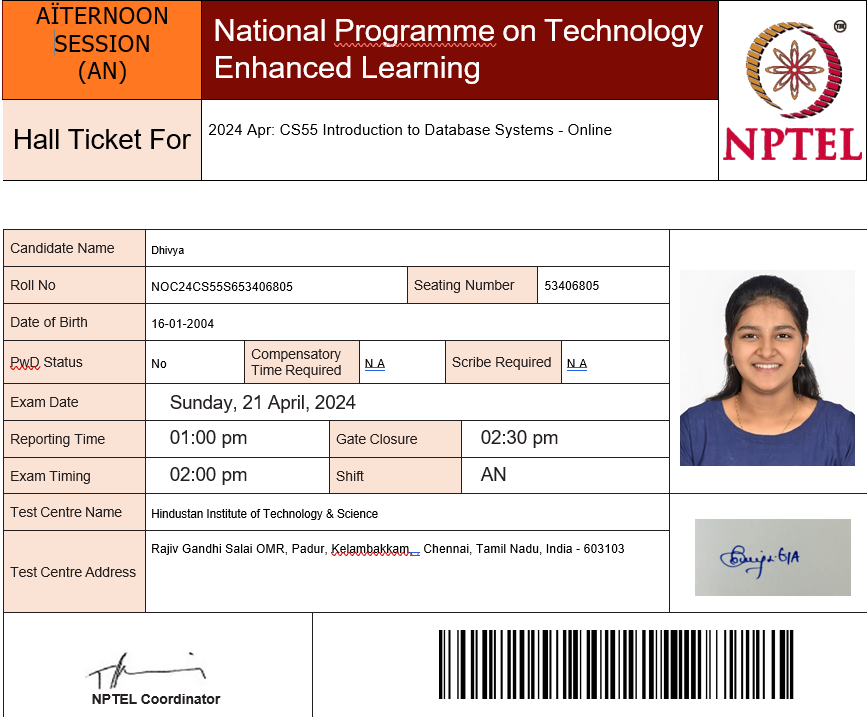 AÏTERNOON
SESSION
(AN)
National Programme on Technology
Enhanced Learning
NPTEL
Hall Ticket For
2024 Apr: CS55 Introduction to Database Systems - Online
Candidate Name Dhivya
Roll No NOC24CS55S653406805 Seating Number 53406805
Date of Birth 16-01-2004
PwD Status No Compensatory
Time Required N A Scribe Required N A
Exam Date Sunday, 21 April, 2024
Reporting Time 01:00 pm Gate Closure 02:30 pm
Exam Timing 02:00 pm Shift AN
Test Centre Name Hindustan Institute of Technology & Science
Test Centre Address Rajiv Gandhi Salai OMR, Padur, Kelambakkam, , Chennai, Tamil Nadu, India - 603103
NPTEL Coordinator